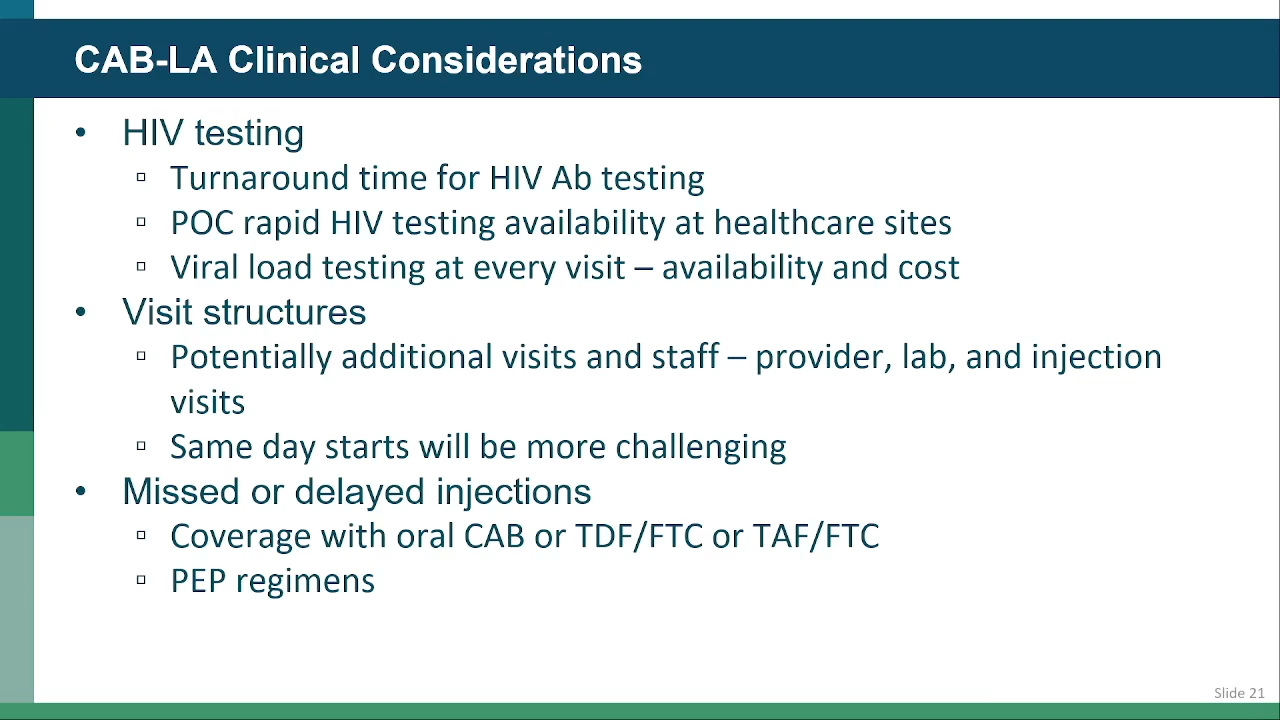 CAB-LA Clinical Considerations
• HIV testing
▫ Turnaround time for HIV Ab testing
▫ POC rapid HIV testing availability at healthcare sites
▫ Viral load testing at every visit – availability and cost
• Visit structures
▫ Potentially additional visits and staff – provider, lab, and injection
visits
▫ Same day starts will be more challenging
• Missed or delayed injections
▫ Coverage with oral CAB or TDF/FTC or TAF/FTC
▫ PEP regimens
Slide 21